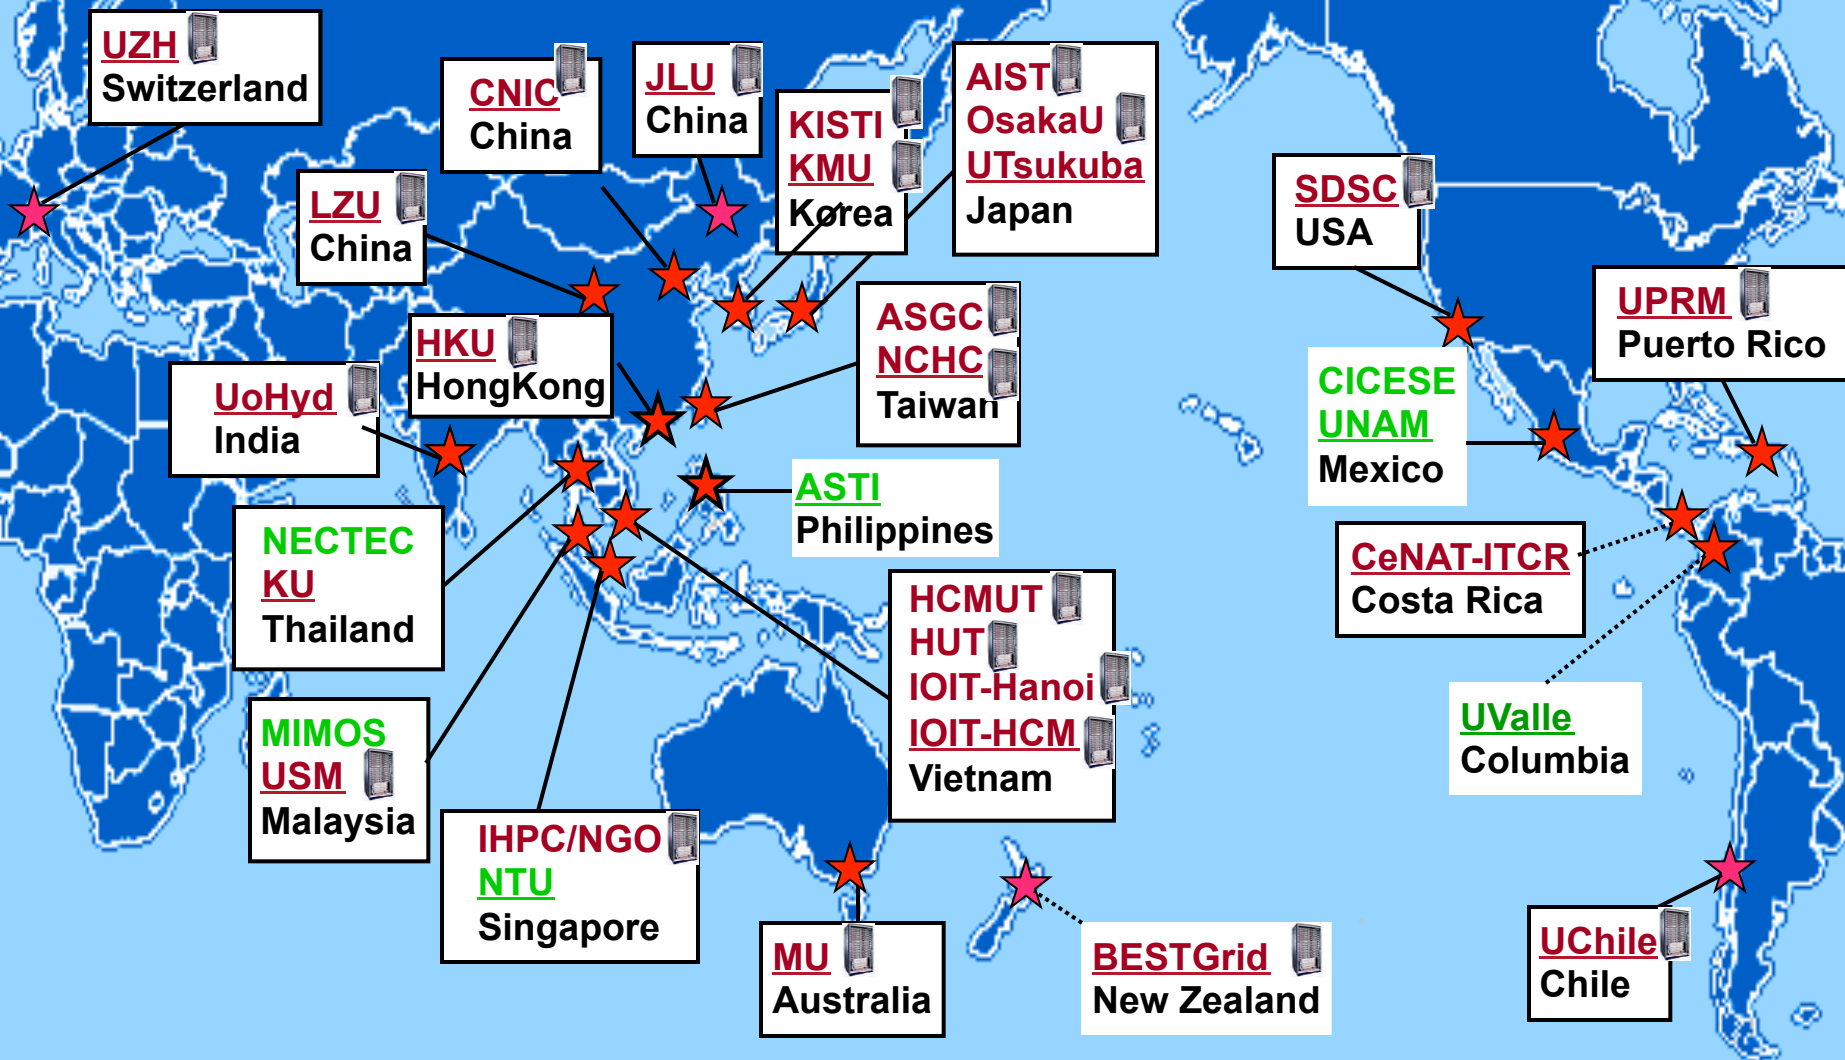 UZH
Switzerland
CNIC
China
JLU
China
KISTI
KMU
Korea
AIST
OsakaU
UTsukuba
Japan
LZU
China
SDSC
USA
UPRM
Puerto Rico
HKU
HongKong
ASGC
NCHC
Taiwan
UoHyd
India
CICESE
UNAM
Mexico
ASTI
Philippines
NECTEC
KU
Thailand
CeNAT-ITCR
Costa Rica
HCMUT
HUT
IOIT-Hanoi
IOIT-HCM
Vietnam
UValle
Columbia
MIMOS
USM
Malaysia
IHPC/NGO
NTU
Singapore
MU
Australia
BESTGrid
New Zealand
UChile
Chile